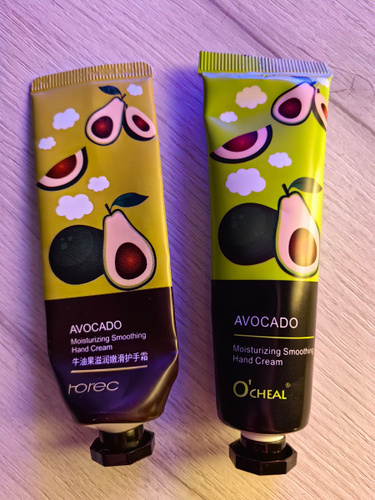 AVOCADO
Moisturizing Smoothing
Hand Cream
牛油果滋润嫩滑护手霜
rorec
AVOCADO
Moisturizing Smoothing
Hand Cream
O'CHEAL®